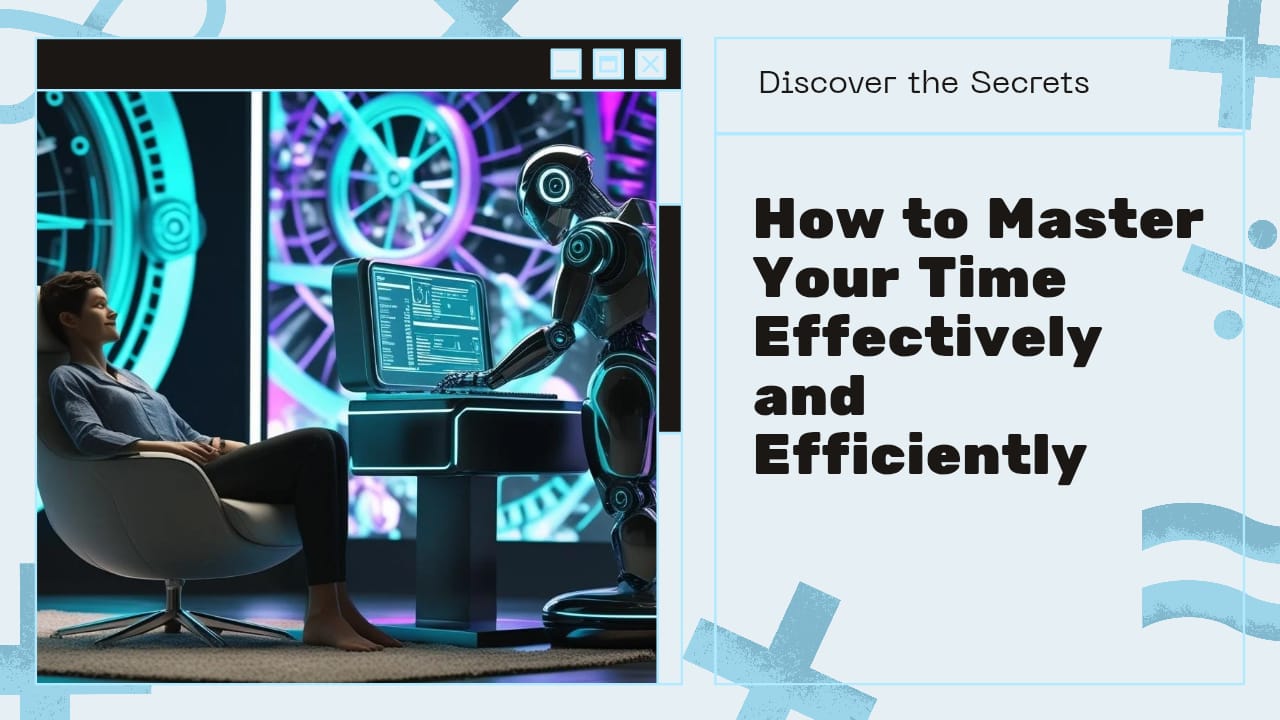 Discover the Secrets
How to Master
Your Time
Effectively
and
Efficiently